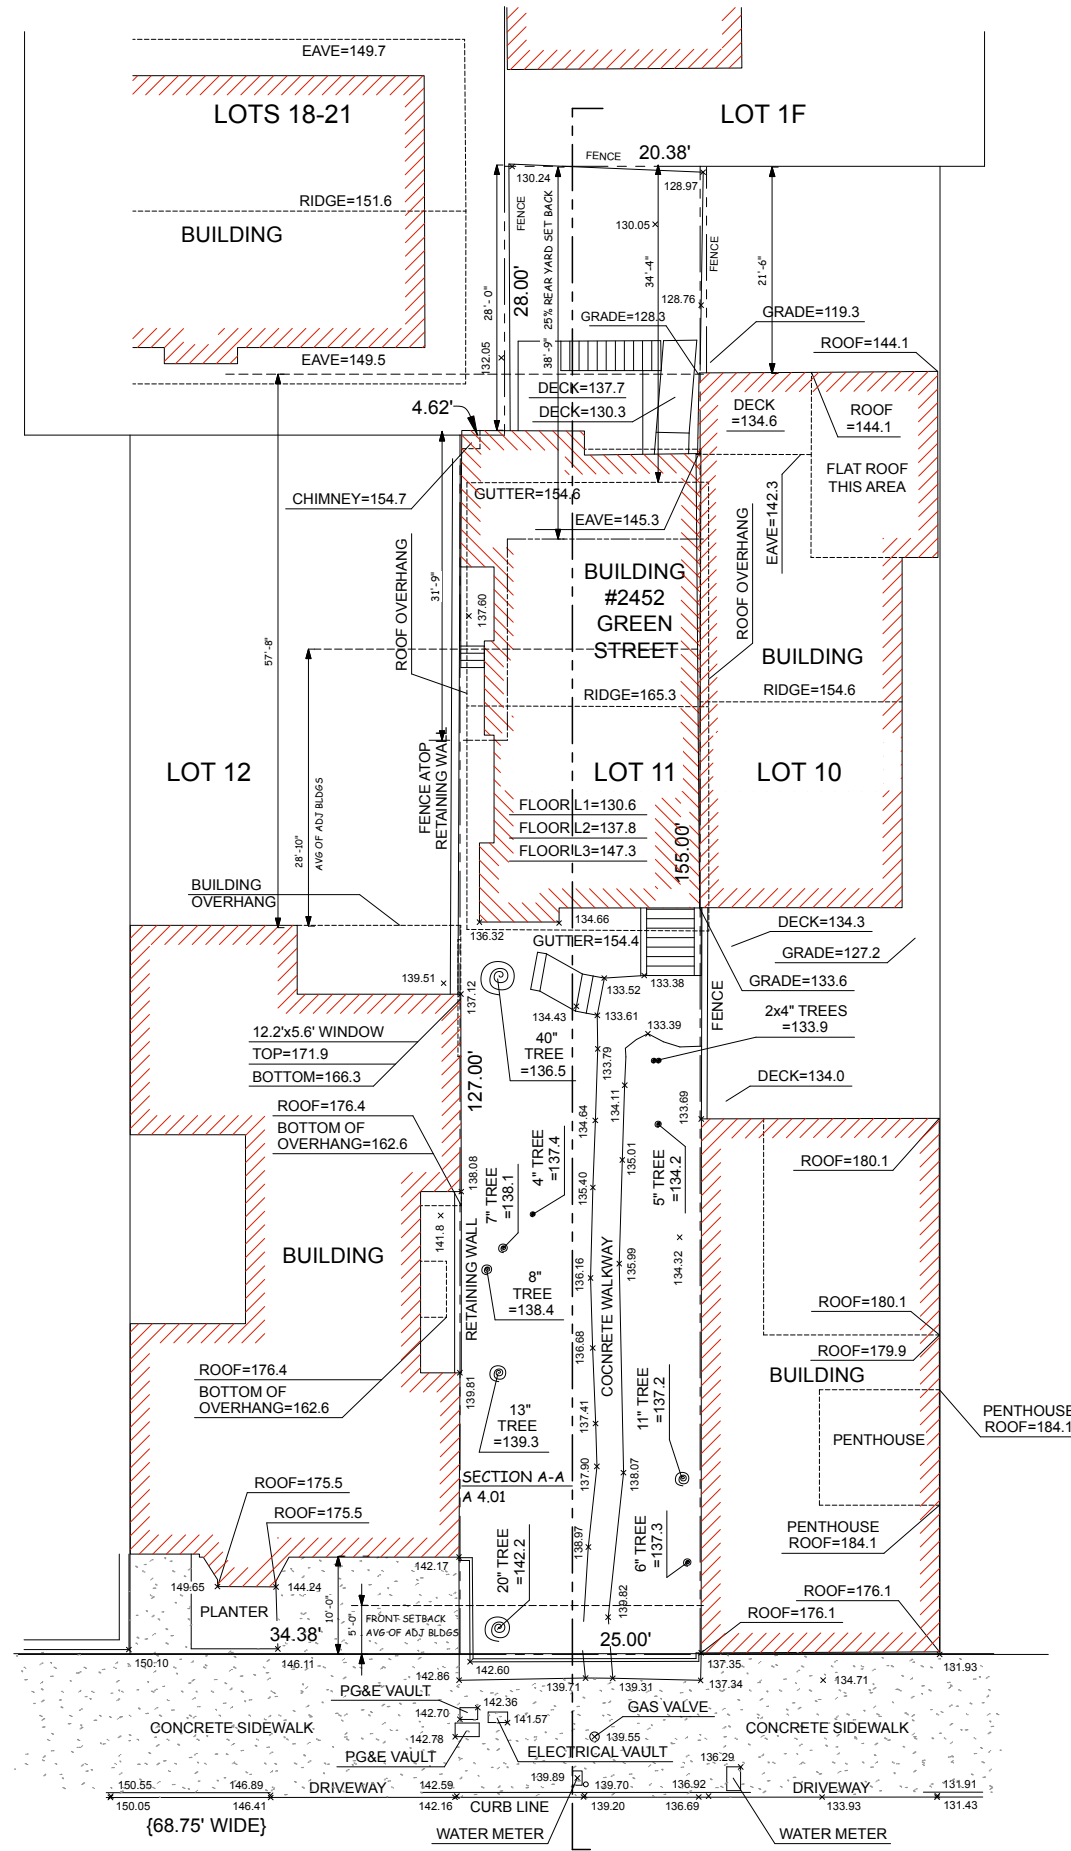 EAVE=149.7
LOTS 18-21
LOT 1F
FENCE
20.38'
130.24
128.97
RIDGE=151.6
BUILDING
FENCE
130.05
FENCE
28'-0"
28.00'
38'-9" 25% REAR YARD SET BACK
34'-4"
21'-6"
128.76
GRADE=128.3
GRADE=119.3
ROOF=144.1
EAVE=149.5
132.05
DECK=137.7
DECK=130.3
4.62'
DECK
=134.6
ROOF
=144.1
FLAT ROOF
THIS AREA
CHIMNEY=154.7
GUTTER=154.6
EAVE=145.3
EAVE=142.3
ROOF OVERHANG
31'-9"
137.60
ROOF OVERHANG
BUILDING
#2452
GREEN
STREET
BUILDING
57'-8"
RIDGE=165.3
RIDGE=154.6
FENCE ATOP
RETAINING WALL
LOT 12
LOT 11
LOT 10
28'-10"
AVG OF ADJ BLDGS
FLOOR L1=130.6
FLOOR L2=137.8
FLOOR L3=147.3
155.00'
BUILDING
OVERHANG
136.32
134.66
GUTTER=154.4
DECK=134.3
GRADE=127.2
GRADE=133.6
139.51
137.12
133.52
133.38
FENCE
2x4" TREES
=133.9
134.43
133.61
133.39
40"
TREE
=136.5
12.2'x5.6' WINDOW
TOP=171.9
BOTTOM=166.3
133.79
127.00'
DECK=134.0
134.11
133.69
ROOF=176.4
BOTTOM OF
OVERHANG=162.6
134.64
4" TREE
=137.4
135.01
5" TREE
=134.2
ROOF=180.1
138.08
7" TREE
=138.1
135.40
141.8
BUILDING
RETAINING WALL
134.32
8"
TREE
=138.4
136.16
135.99
COCNRETE WALKWAY
ROOF=180.1
136.68
ROOF=179.9
ROOF=176.4
BOTTOM OF
OVERHANG=162.6
139.81
BUILDING
11" TREE
=137.2
13"
TREE
=139.3
137.41
PENTHOUSE
ROOF=184.1
PENTHOUSE
137.90
138.07
SECTION A-A
A 4.01
ROOF=175.5
ROOF=175.5
PENTHOUSE
ROOF=184.1
20" TREE
=142.2
138.97
6" TREE
=137.3
142.17
149.65
144.24
139.82
ROOF=176.1
ROOF=176.1
PLANTER
10'-0"
5'-0"
FRONT SETBACK
AVG OF ADJ BLDGS
34.38'
25.00'
150.10
146.11
142.86
142.60
139.71
139.31
137.35
137.34
134.71
131.93
PG&E VAULT
142.36
142.70
141.57
GAS VALVE
CONCRETE SIDEWALK
142.78
139.55
CONCRETE SIDEWALK
PG&E VAULT
ELECTRICAL VAULT
136.29
139.89
150.55
146.89
DRIVEWAY
142.59
139.70
136.92
DRIVEWAY
131.91
150.05
146.41
142.16
CURB LINE
139.20
136.69
133.93
131.43
{68.75' WIDE}
WATER METER
WATER METER